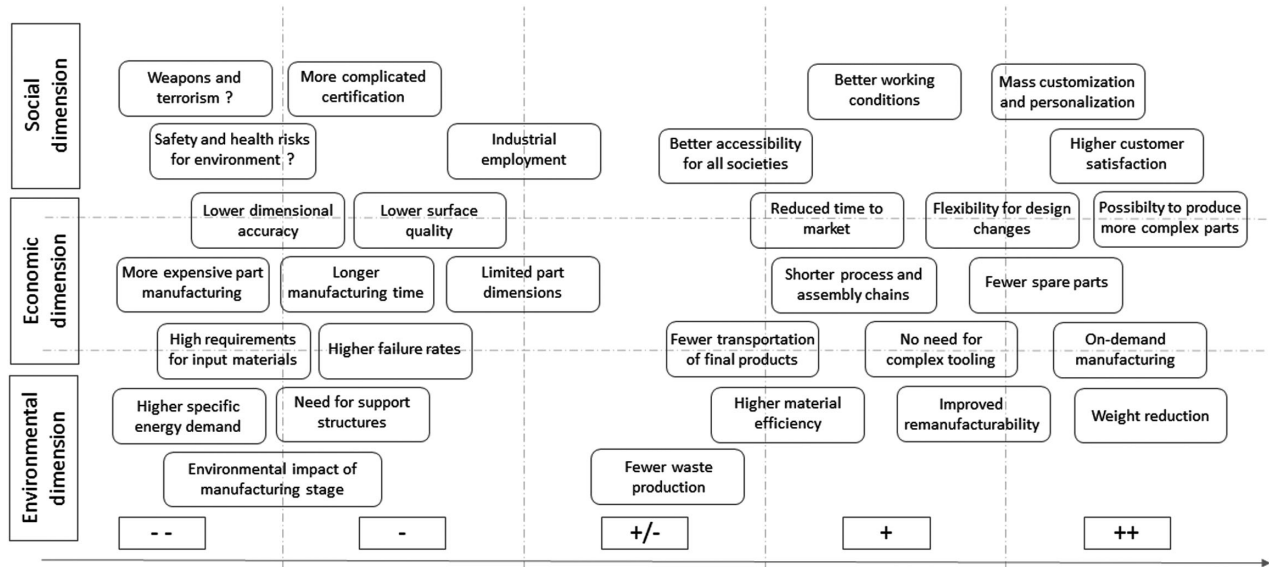 Social
dimension
Weapons and
terrorism ?
More complicated
certification
Better working
conditions
Mass customization
and personalization
Safety and health risks
for environment ?
Industrial
employment
Better accessibility
for all societies
Higher customer
satisfaction
Economic
dimension
Lower dimensional
accuracy
Lower surface
quality
Reduced time to
market
Flexibility for design
changes
Possibilty to produce
more complex parts
More expensive part
manufacturing
Longer
manufacturing time
Limited part
dimensions
Shorter process and
assembly chains
Fewer spare parts
High requirements
for input materials
Higher failure rates
Fewer transportation
of final products
No need for
complex tooling
On-demand
manufacturing
Environmental
dimension
Higher specific
energy demand
Need for support
structures
Higher material
efficiency
Improved
remanufacturability
Weight reduction
Environmental impact of
manufacturing stage
Fewer waste
production
- -
-
+/-
+
++